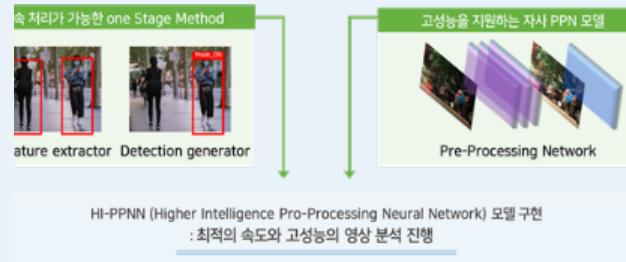 속 처리가 가능한 one Stage Method
고성능을 지원하는 자사 PPN 모델
Mask_ON
ature extractor
Detection generator
Pre-Processing Network
HI-PPNN (Higher Intelligence Pro-Processing Neural Network) 모델 구현
: 최적의 속도와 고성능의 영상 분석 진행